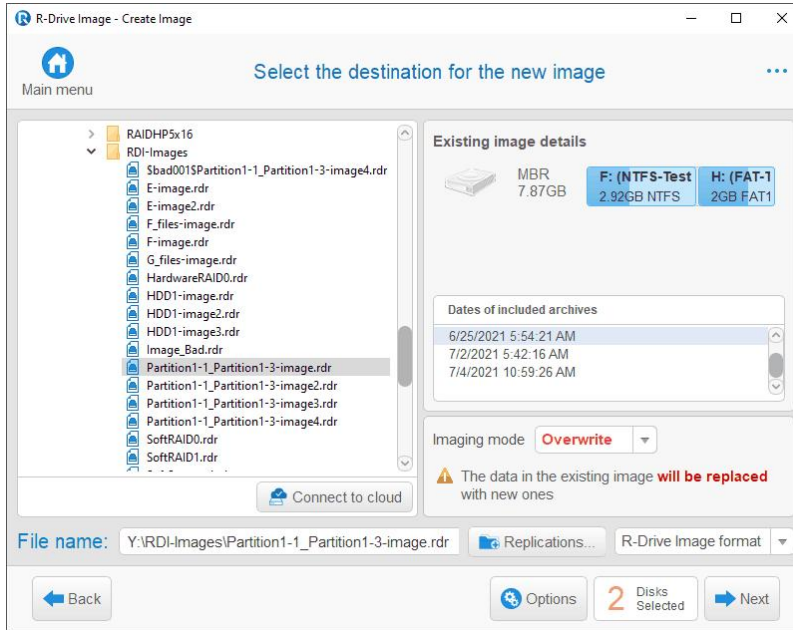 R-Drive Image - Create Image
Main menu
Select the destination for the new image
RAIDHP5x16
RDI-Images
$bad001$Partition1-1_Partition1-3-image4.rdr
E-image.rdr
E-image2.rdr
F_files-image.rdr
F-image.rdr
G_files-image.rdr
HardwareRAID0.rdr
HDD1-image.rdr
HDD1-image2.rdr
HDD1-image3.rdr
Image_Bad.rdr
Partition1-1_Partition1-3-image.rdr
Partition1-1_Partition1-3-image2.rdr
Partition1-1_Partition1-3-image3.rdr
Partition1-1_Partition1-3-image4.rdr
SoftRAID0.rdr
SoftRAID1.rdr
Connect to cloud
Existing image details
MBR
7.87GB
F: (NTFS-Test
2.92GB NTFS
H: (FAT-1
2GB FAT1
Dates of included archives
6/25/2021 5:54:21 AM
7/2/2021 5:42:16 AM
7/4/2021 10:59:26 AM
Imaging mode Overwrite
The data in the existing image will be replaced
with new ones
File name: Y:\RDI-Images\Partition1-1_Partition1-3-image.rdr Replications... R-Drive Image format
Back
Options
2 Disks
Selected
Next